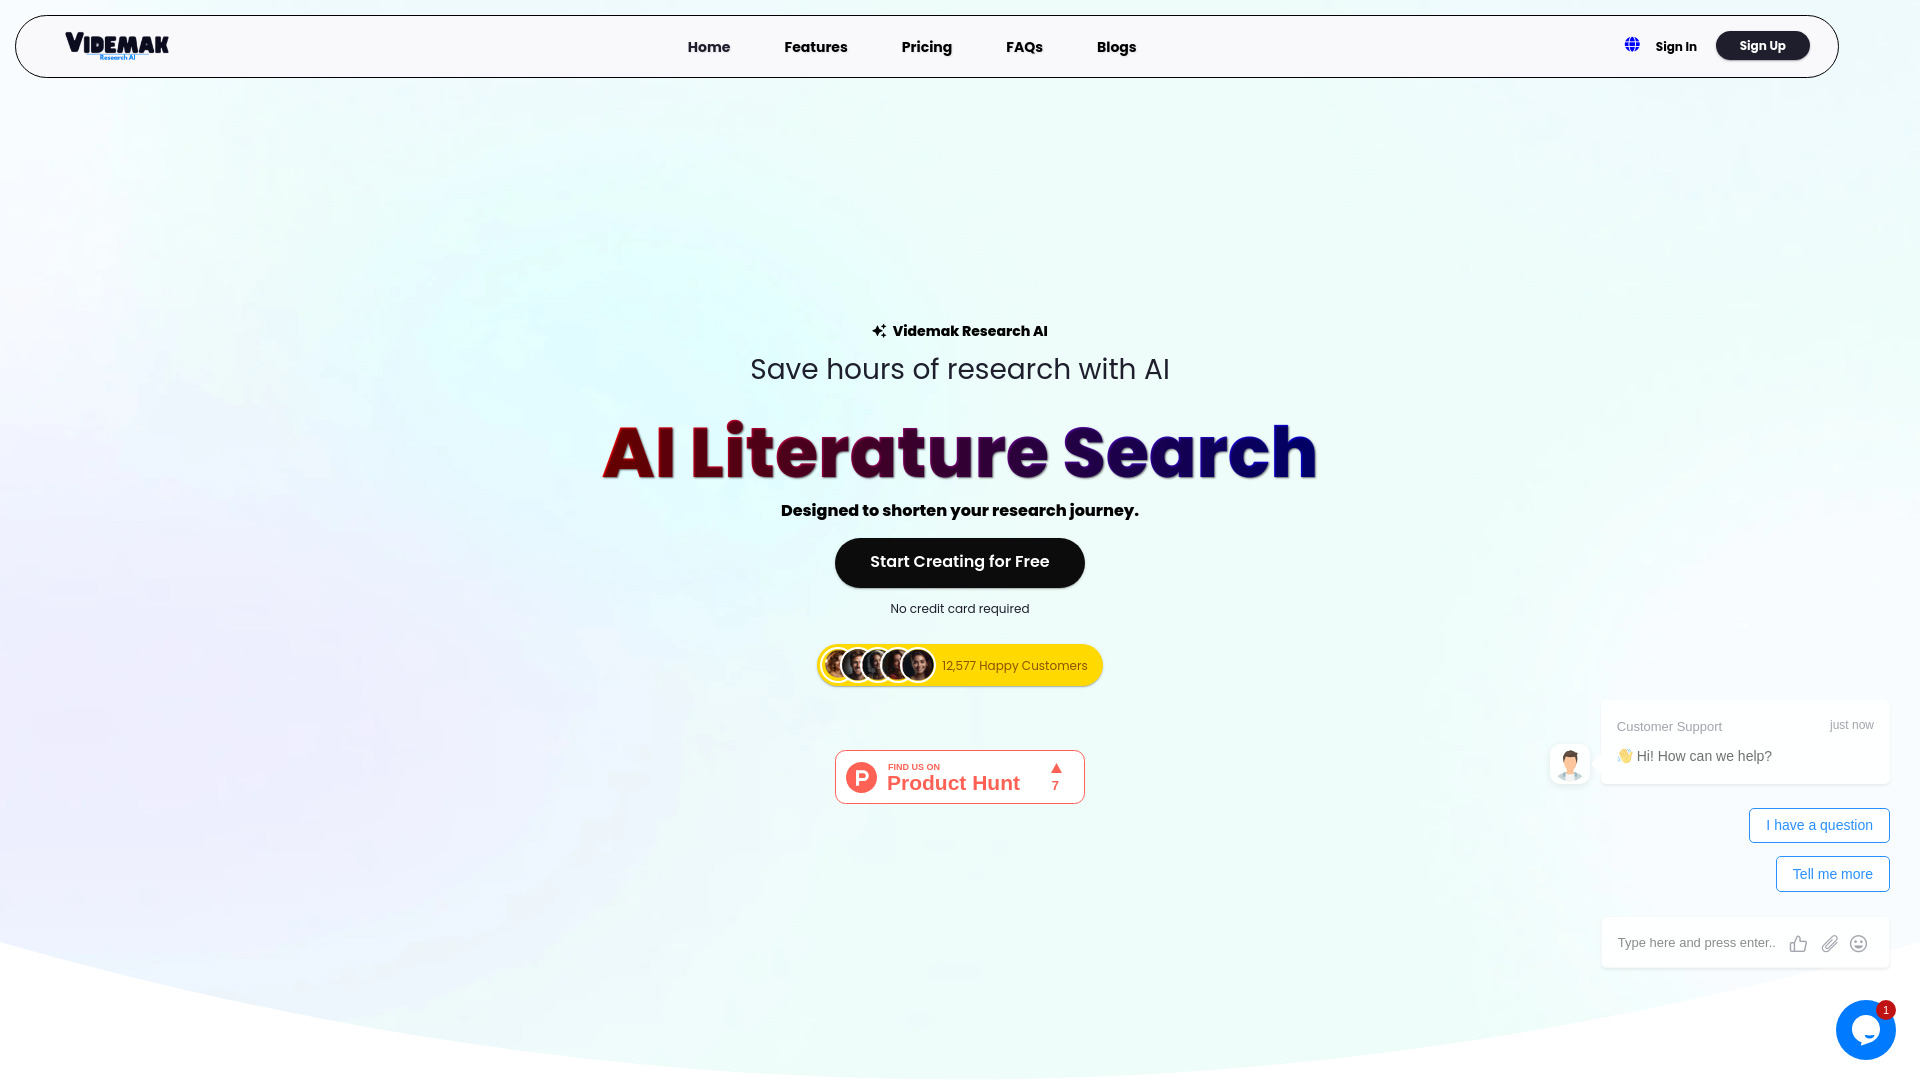 VIDEMAK
Research AI
Home
Features
Pricing
FAQs
Blogs
Sign In
Sign Up
Videmak Research AI
Save hours of research with AI
AI Literature Search
Designed to shorten your research journey.
Start Creating for Free
No credit card required
12,577 Happy Customers
FIND US ON
Product Hunt
7
Customer Support
just now
Hi! How can we help?
I have a question
Tell me more
Type here and press enter..
1